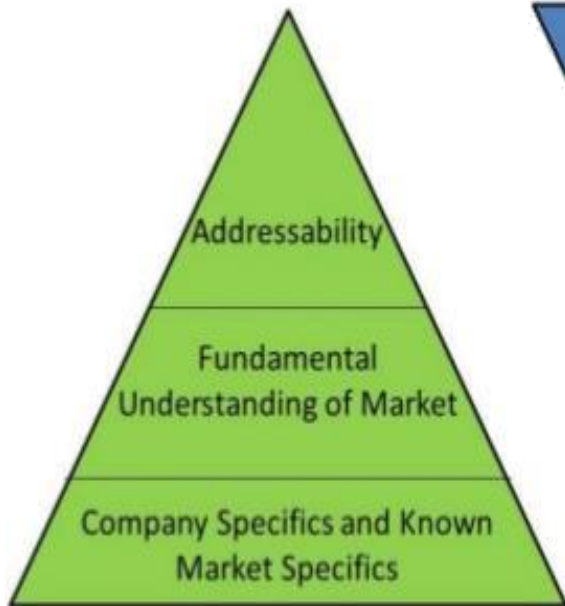 Addressability
Fundamental
Understanding of Market
Company Specifics and Known
Market Specifics